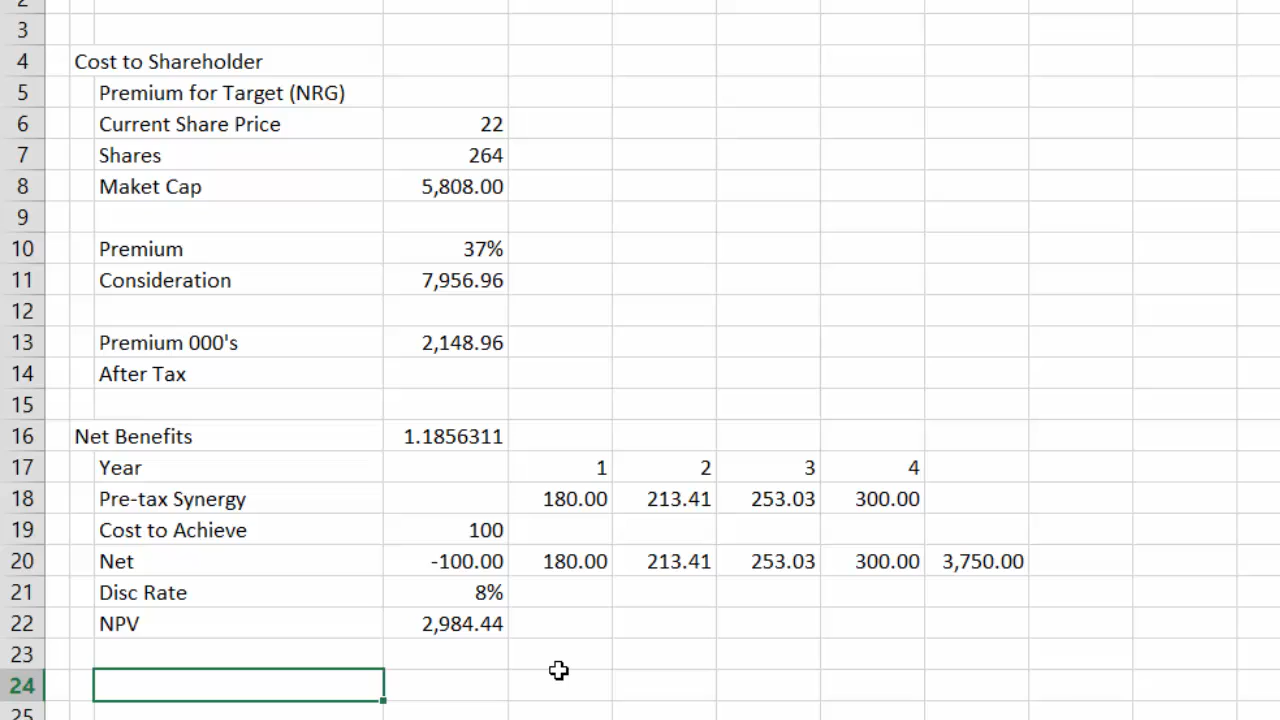 3
4 Cost to Shareholder
5 Premium for Target (NRG)
6 Current Share Price 22
7 Shares 264
8 Maket Cap 5,808.00
9
10 Premium 37%
11 Consideration 7,956.96
12
13 Premium 000's 2,148.96
14 After Tax
15
16 Net Benefits 1.1856311
17 Year 1 2 3 4
18 Pre-tax Synergy 180.00 213.41 253.03 300.00
19 Cost to Achieve 100
20 Net -100.00 180.00 213.41 253.03 300.00 3,750.00
21 Disc Rate 8%
22 NPV 2,984.44
23
24
25